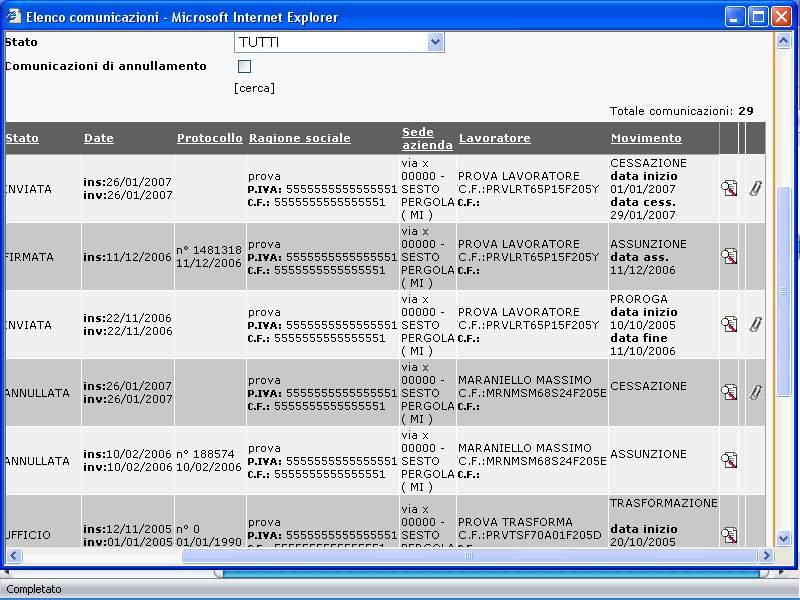 Elenco comunicazioni - Microsoft Internet Explorer
Stato TUTTI
Comunicazioni di annullamento
[cerca]
Totale comunicazioni: 29
Stato Date Protocollo Ragione sociale Sede azienda Lavoratore Movimento
NVIATA
ins:26/01/2007
inv:26/01/2007
prova
P.IVA: 5555555555555551
C.F.: 555555555555551
via x
00000 -
SESTO
PERGOLA
( MI )
PROVA LAVORATORE
C.F.:PRVLRT65P15F205Y
C.F.:
CESSAZIONE
data inizio
01/01/2007
data cess.
29/01/2007
FIRMATA
ins:11/12/2006
n° 1481318
11/12/2006
prova
P.IVA: 5555555555555551
C.F.: 555555555555551
via x
00000 -
SESTO
PERGOLA
( MI )
PROVA LAVORATORE
C.F.:PRVLRT65P15F205Y
C.F.:
ASSUNZIONE
data ass.
11/12/2006
NVIATA
ins:22/11/2006
inv:22/11/2006
prova
P.IVA: 5555555555555551
C.F.: 555555555555551
via x
00000 -
SESTO
PERGOLA
( MI )
PROVA LAVORATORE
C.F.:PRVLRT65P15F205Y
C.F.:
PROROGA
data inizio
10/10/2005
data fine
11/10/2006
ANNULLATA
ins:26/01/2007
inv:26/01/2007
prova
P.IVA: 5555555555555551
C.F.: 555555555555551
via x
00000 -
SESTO
PERGOLA
( MI )
MARANIELLO MASSIMO
C.F.:MRNMSM68S24F205E
C.F.:
CESSAZIONE
ANNULLATA
ins:10/02/2006
inv:10/02/2006
n° 188574
10/02/2006
prova
P.IVA: 5555555555555551
C.F.: 555555555555551
via x
00000 -
SESTO
PERGOLA
( MI )
MARANIELLO MASSIMO
C.F.:MRNMSM68S24F205E
C.F.:
ASSUNZIONE
UFFICIO
ins:12/11/2005
inv:01/01/2005
n° 0
01/01/1990
prova
P.IVA: 5555555555555551
via x
00000 -
SESTO
PERGOLA
PROVA TRASFORMA
C.F.:PRVTSF70A01F205D
TRASFORMAZIONE
data inizio
20/10/2005
Completato